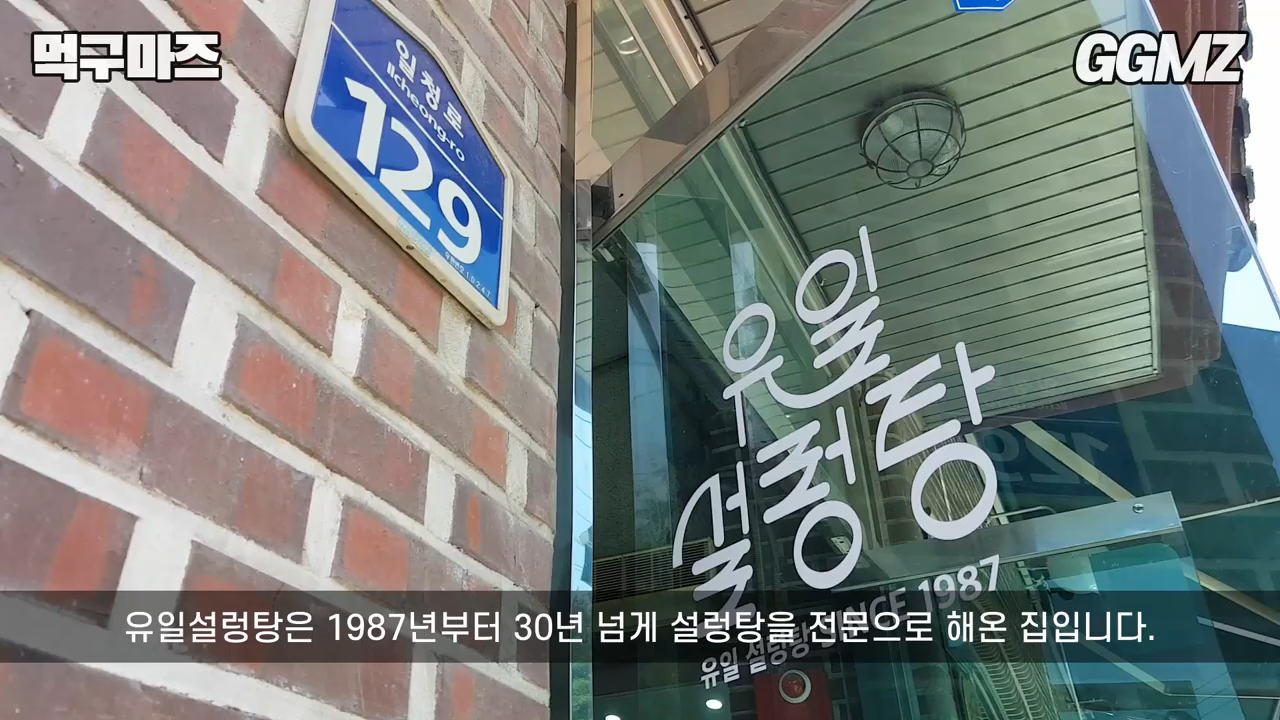 먹구마즈
GGMZ
일청로
Ilcheong-ro
129
유일
설렁탕
유일 설렁탕 SINCE 1987
유일설렁탕은 1987년부터 30년 넘게 설렁탕을 전문으로 해온 집입니다.